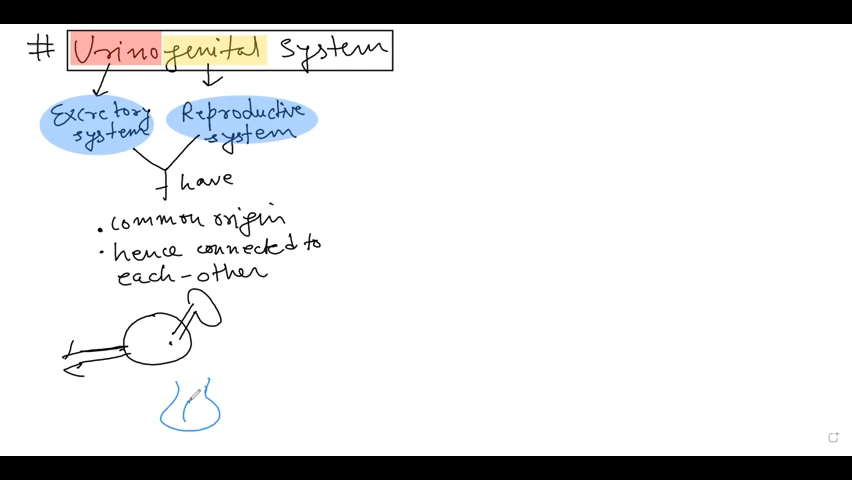 # Urinogenital System
Excretory system
Reproductive system
have
• common origin
• hence connected to
each-other